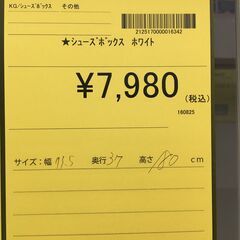 KG/シューズボックス その他
2125170000016342
★シューズボックス ホワイト
¥7,980
(税込)
160825
サイズ:幅 71.5 奥行 37 高さ 180 cm